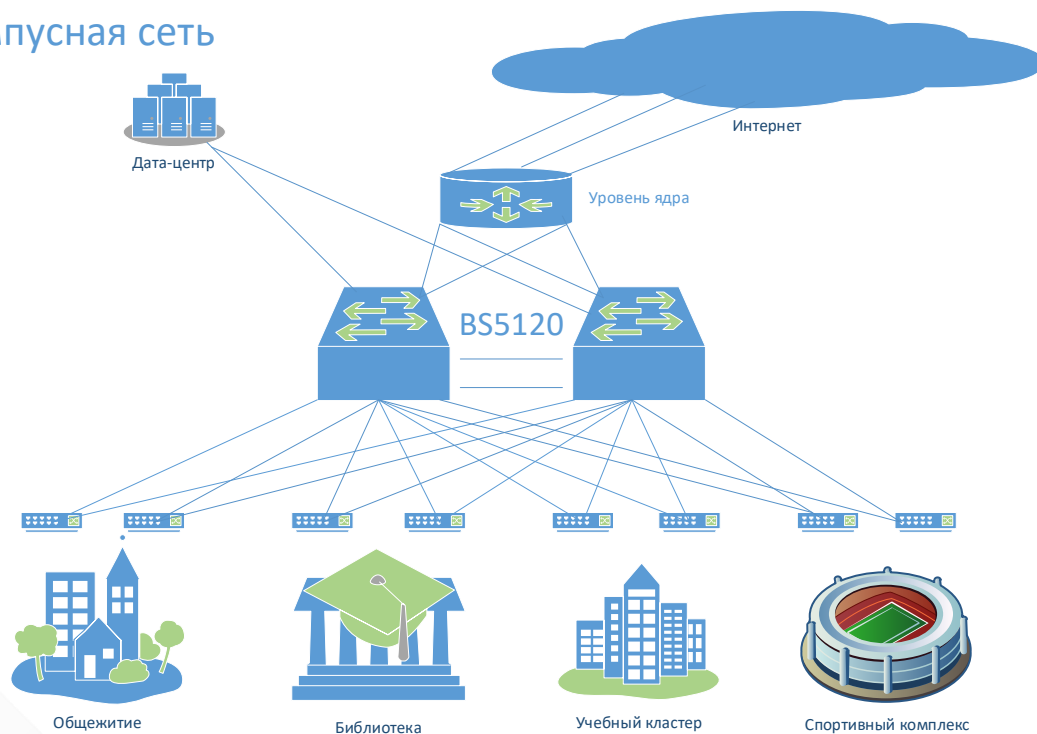 пусная сеть
Дата-центр
Интернет
Уровень ядра
BS5120
Общежитие
Библиотека
Учебный кластер
Спортивный комплекс